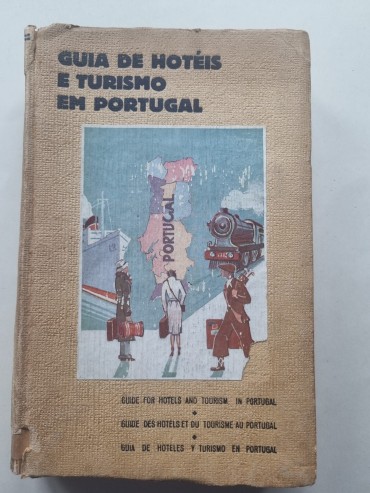 GUIA DE HOTÉIS
E TURISMO
EM PORTUGAL
PORTUGAL
GUIDE FOR HOTELS AND TOURISM IN PORTUGAL
GUIDE DES HOTÉLS ET DU TOURISME AU PORTUGAL
GUIA DE HOTELES Y TURISMO EN PORTUGAL